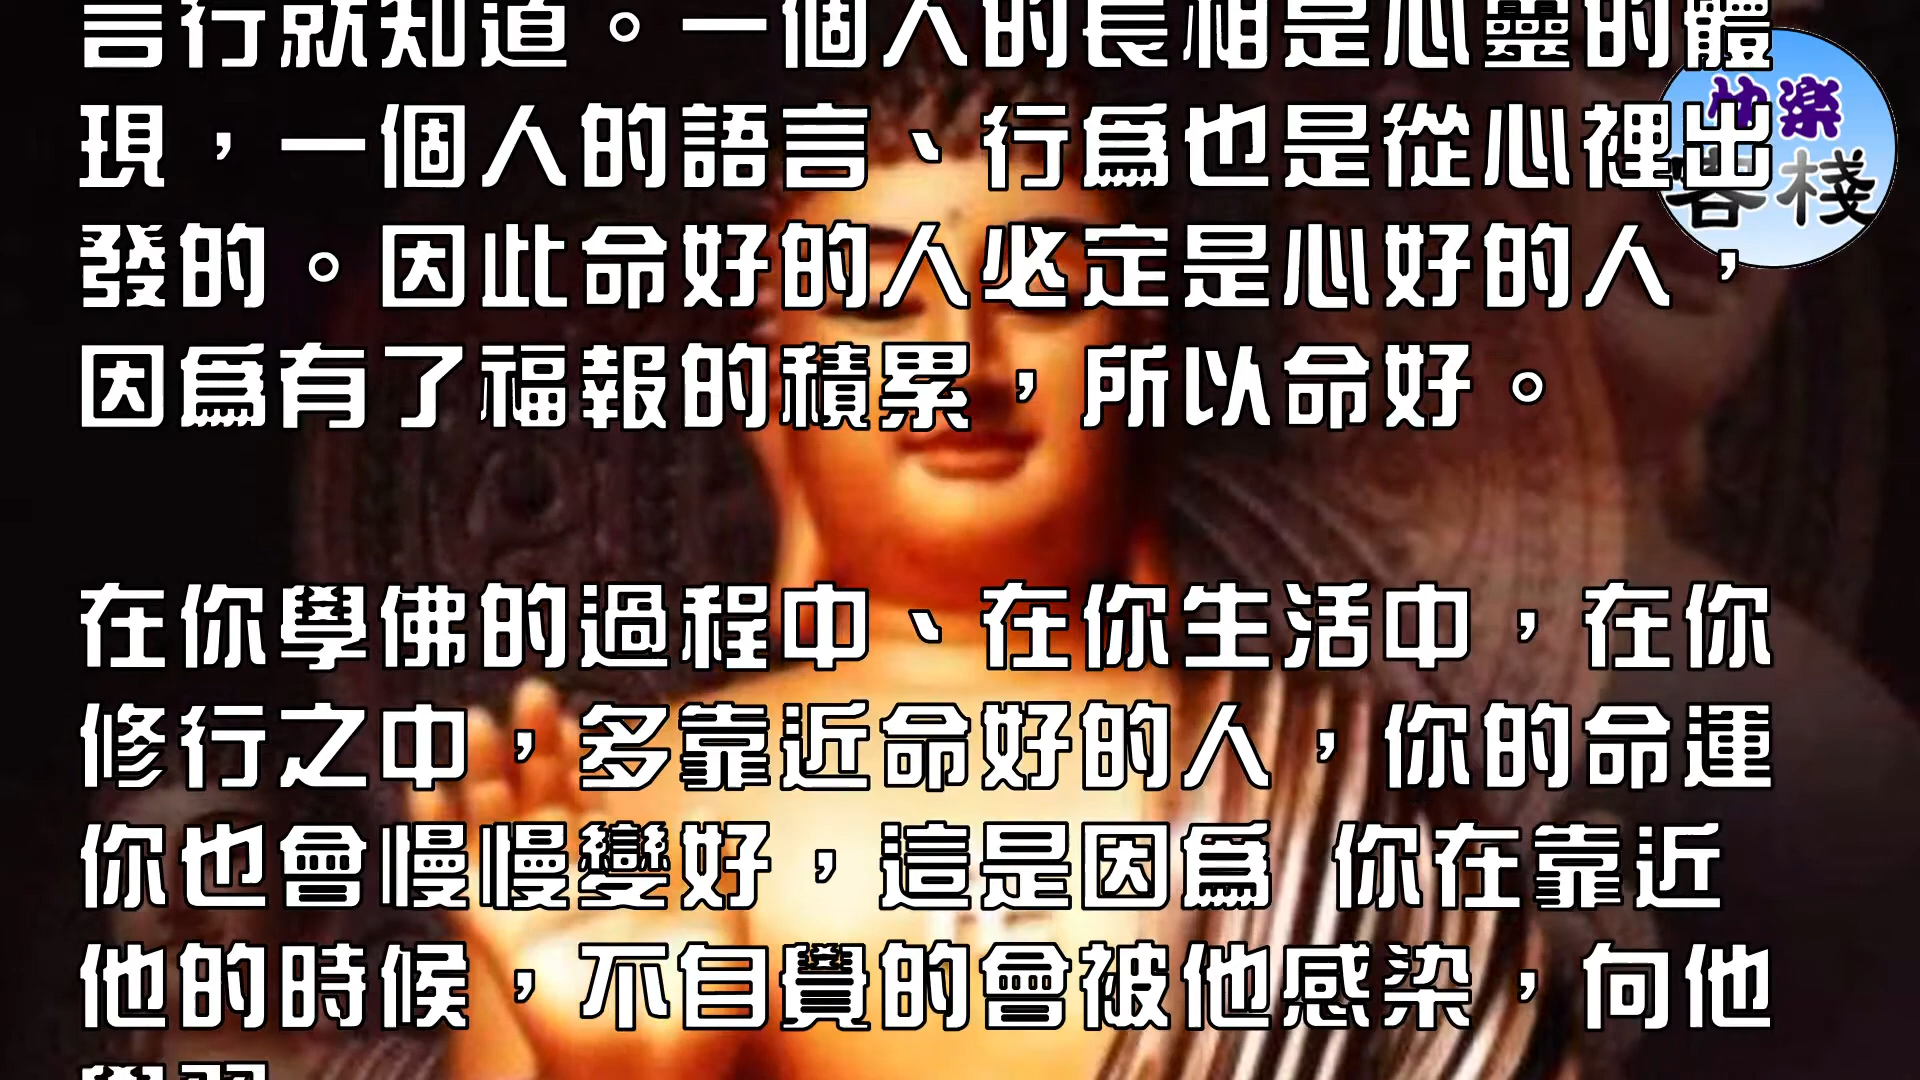 言行就知道。一個人的長相是心靈的體
現，一個人的語言、行為也是從心裡出
發的。因此命好的人必定是心好的人，
因為有了福報的積累，所以命好。
在你學佛的過程中、在你生活中，在你
修行之中，多靠近命好的人，你的命運
你也會慢慢變好，這是因為 你在靠近
他的時候，不自覺的會被他感染，向他
學習
客棧